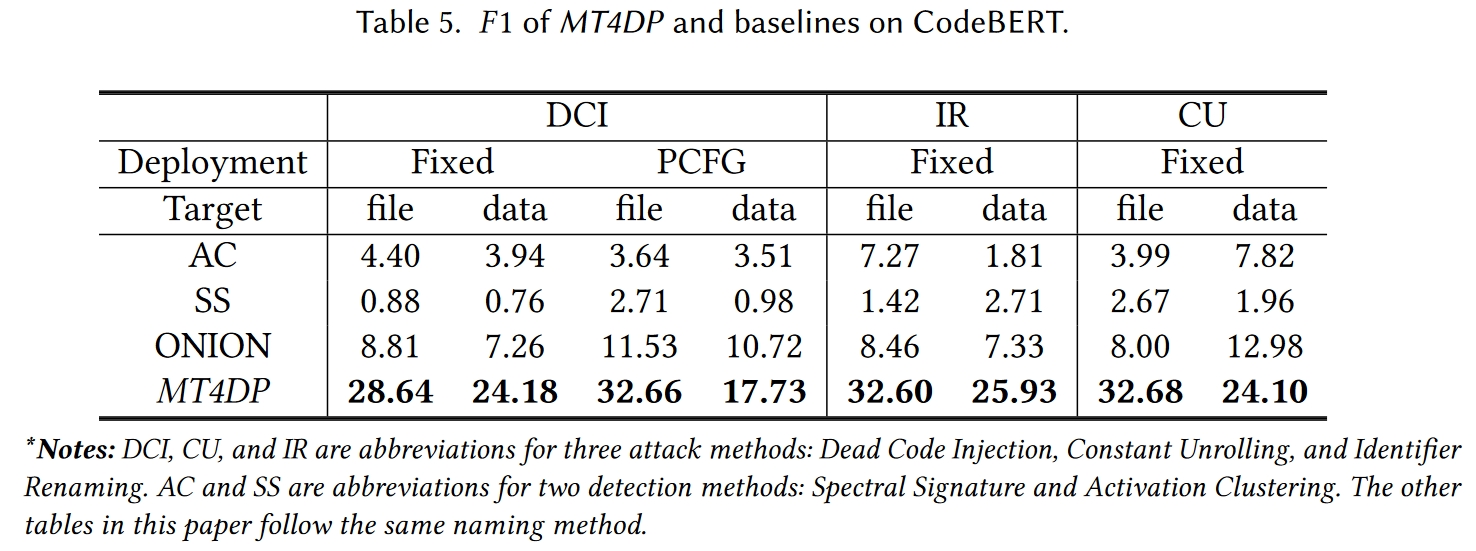 Table 5. F1 of MT4DP and baselines on CodeBERT.
DCI IR CU
Deployment Fixed PCFG Fixed Fixed
Target file data file data file data file data
AC 4.40 3.94 3.64 3.51 7.27 1.81 3.99 7.82
SS 0.88 0.76 2.71 0.98 1.42 2.71 2.67 1.96
ONION 8.81 7.26 11.53 10.72 8.46 7.33 8.00 12.98
MT4DP 28.64 24.18 32.66 17.73 32.60 25.93 32.68 24.10
*Notes: DCI, CU, and IR are abbreviations for three attack methods: Dead Code Injection, Constant Unrolling, and Identifier
Renaming. AC and SS are abbreviations for two detection methods: Spectral Signature and Activation Clustering. The other
tables in this paper follow the same naming method.